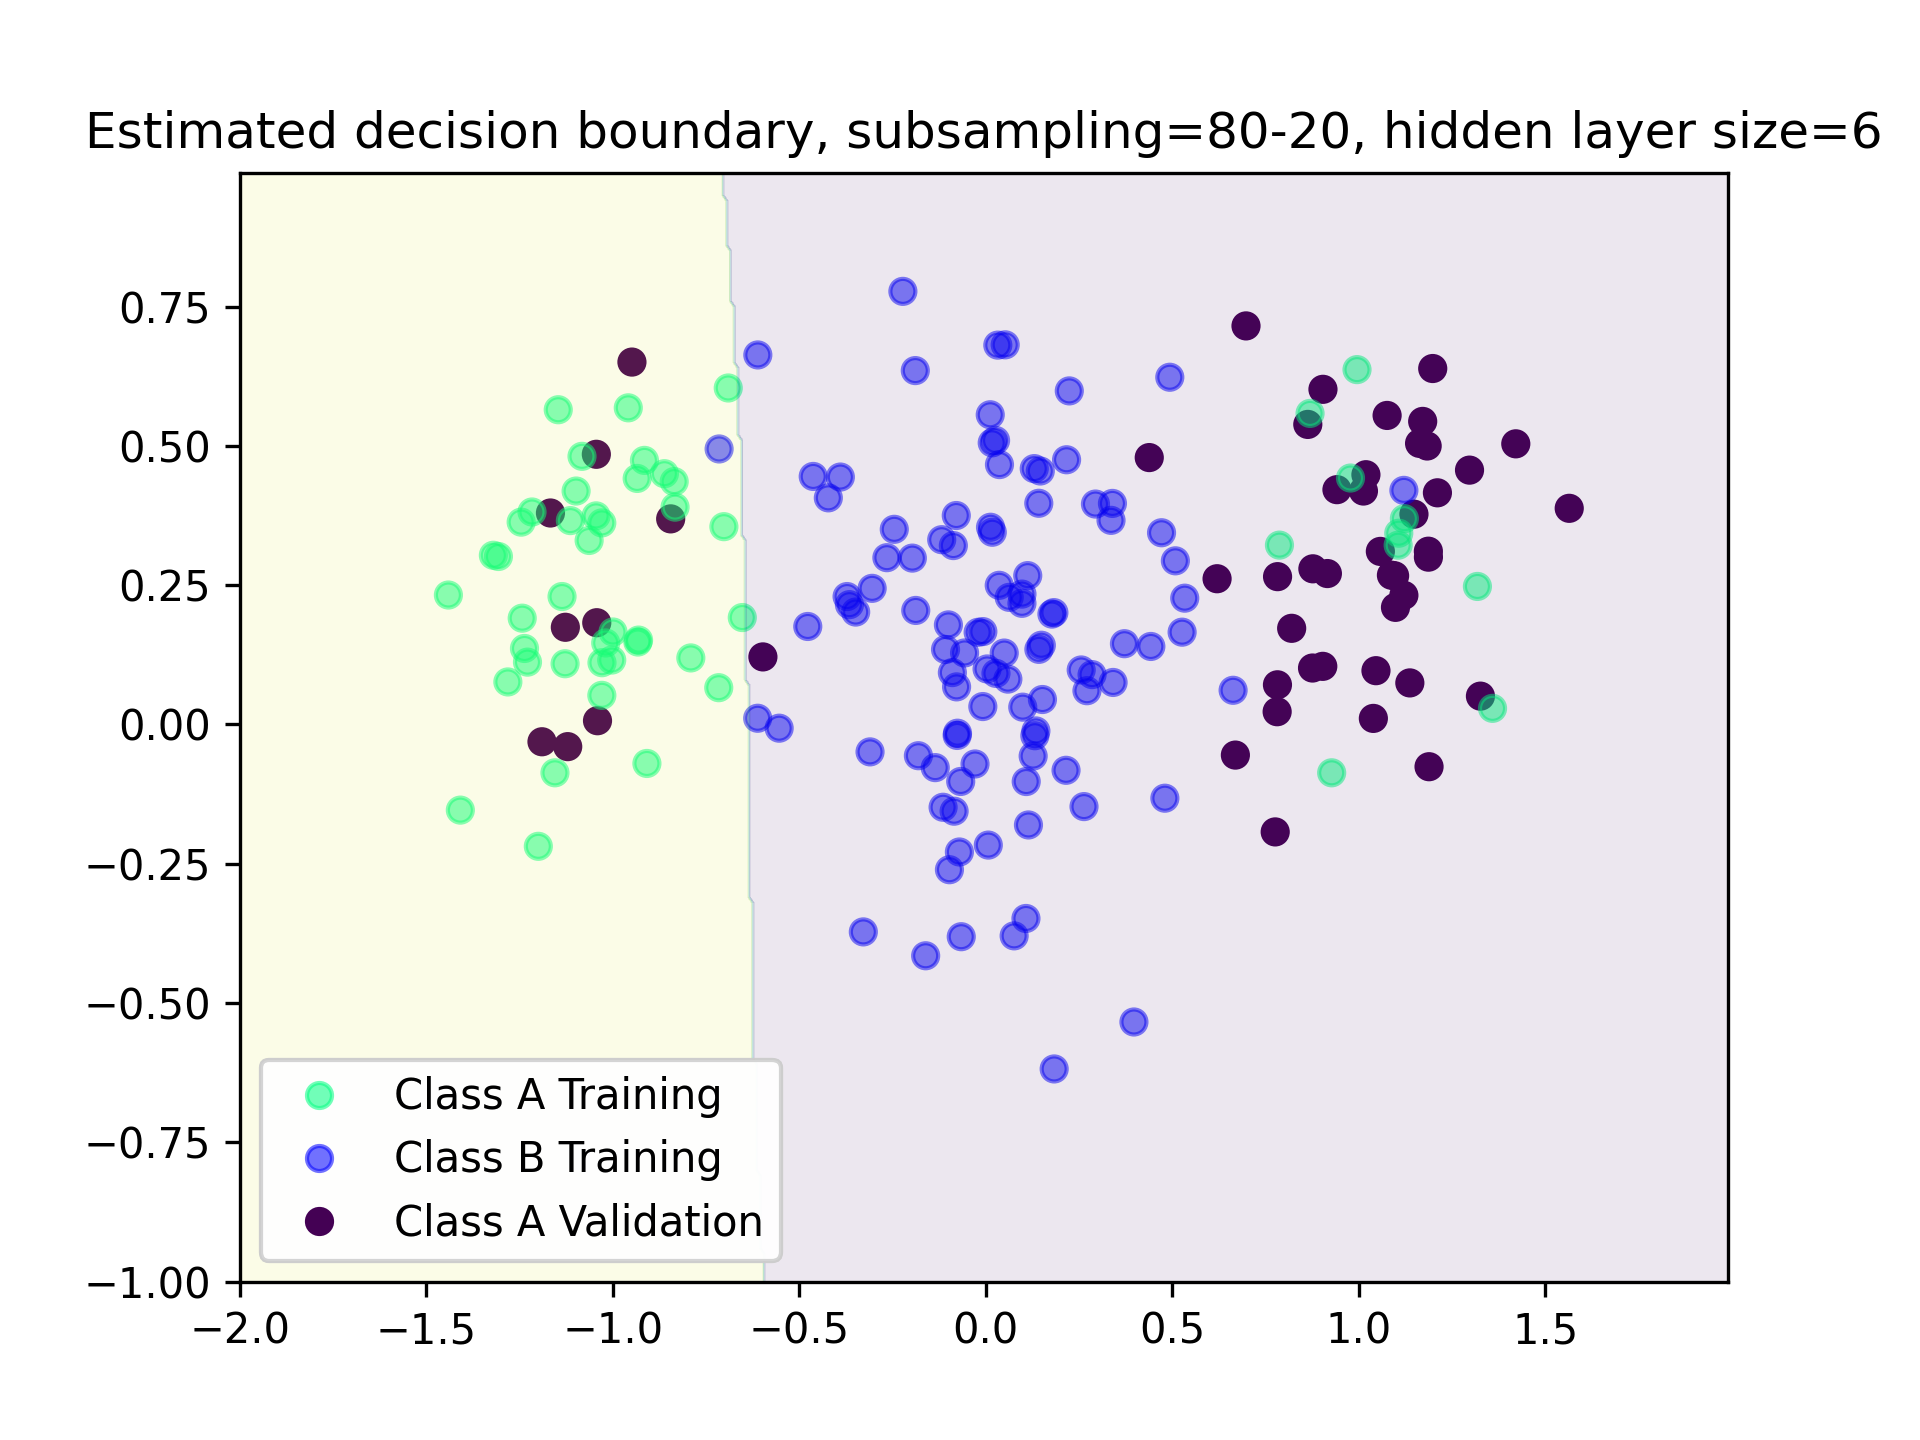 Estimated decision boundary, subsampling=80-20, hidden layer size=6
0.75
0.50
0.25
0.00
−0.25
−0.50
−0.75
−1.00
Class A Training
Class B Training
Class A Validation
−2.0 −1.5 −1.0 −0.5 0.0 0.5 1.0 1.5